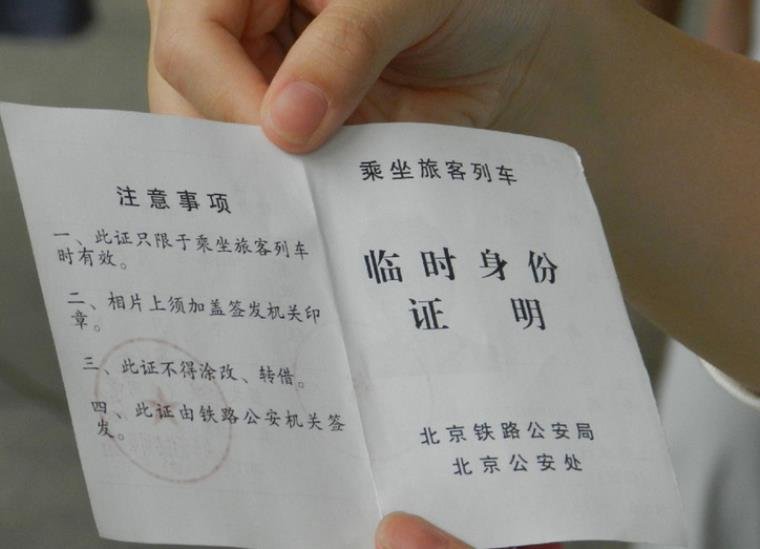 注意事项
一、此证只限于乘坐旅客列车
时有效。
二、相片上须加盖签发机关印
章。
三、此证不得涂改、转借。
四、此证由铁路公安机关签
发。
乘坐旅客列车
临时身份
证明
北京铁路公安局
北京公安处